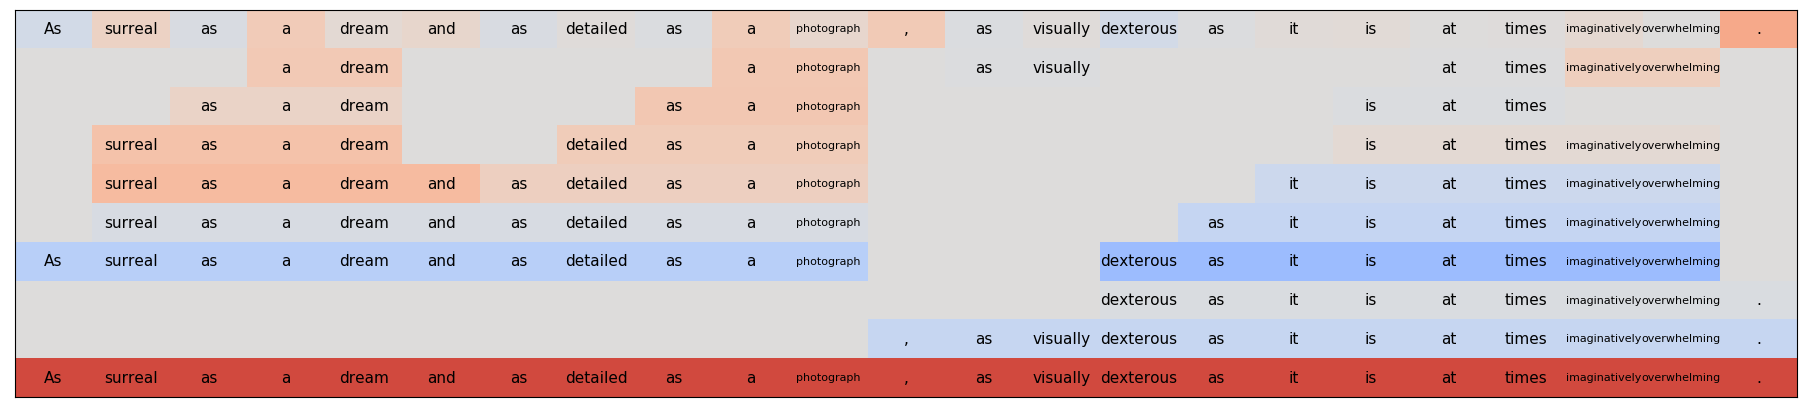 As surreal as a dream and as detailed as a photograph , as visually dexterous as it is at times imaginatively overwhelming .
a dream a photograph as visually at times imaginatively overwhelming
as a dream as a photograph is at times
surreal as a dream detailed as a photograph is at times imaginatively overwhelming
surreal as a dream and as detailed as a photograph it is at times imaginatively overwhelming
surreal as a dream and as detailed as a photograph as it is at times imaginatively overwhelming
As surreal as a dream and as detailed as a photograph dexterous as it is at times imaginatively overwhelming
dexterous as it is at times imaginatively overwhelming .
, as visually dexterous as it is at times imaginatively overwhelming .
As surreal as a dream and as detailed as a photograph , as visually dexterous as it is at times imaginatively overwhelming .